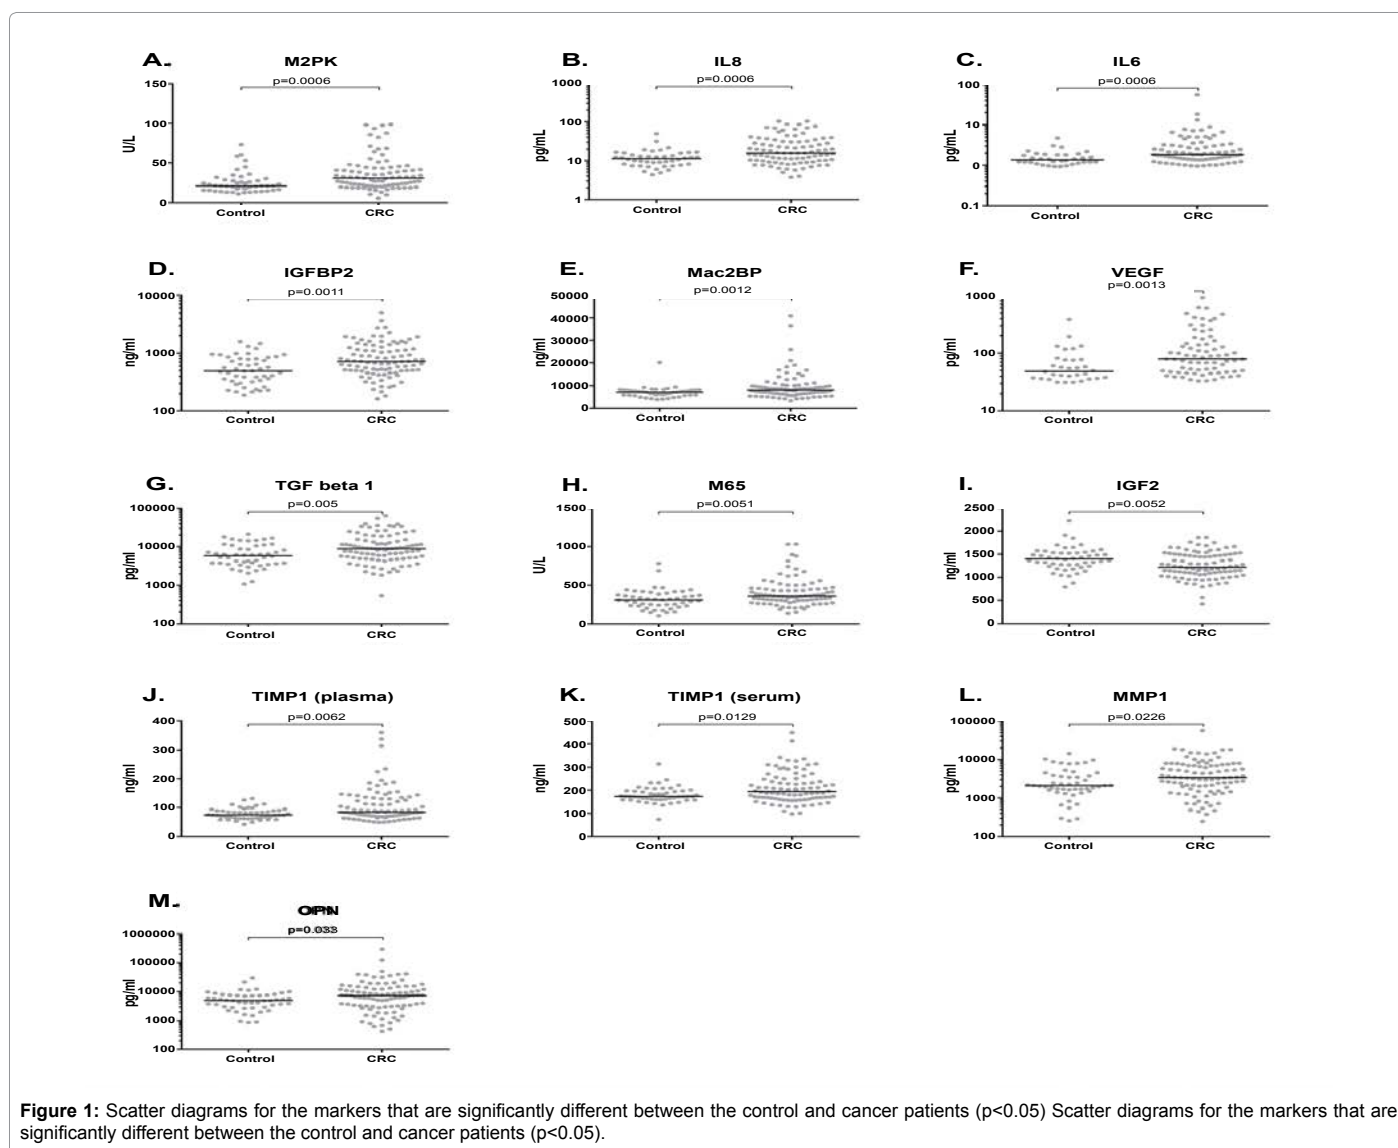 A. M2PK
p=0.0006
150
100
50
0
U/L
Control CRC
B. IL8
p=0.0006
1000
100
10
1
pg/mL
Control CRC
C. IL6
p=0.0006
100
10
0
0.1
pg/mL
Control CRC
D. IGFBP2
p=0.0011
10000
1000
100
ng/ml
Control CRC
E. Mac2BP
p=0.0012
50000
40000
30000
20000
10000
0
ng/ml
Control CRC
F. VEGF
p=0.0013
1000
100
10
pg/ml
Control CRC
G. TGF beta 1
p=0.005
100000
10000
1000
100
pg/ml
Control CRC
H. M65
p=0.0051
1500
1000
500
0
U/L
Control CRC
I. IGF2
p=0.0052
2500
2000
1500
1000
500
0
ng/ml
Control CRC
J. TIMP1 (plasma)
p=0.0062
400
300
200
100
0
ng/ml
Control CRC
K. TIMP1 (serum)
p=0.0129
500
400
300
200
100
0
ng/ml
Control CRC
L. MMP1
p=0.0226
100000
10000
1000
100
pg/ml
Control CRC
M. OPN
p=0.033
1000000
100000
10000
1000
100
pg/ml
Control CRC
Figure 1: Scatter diagrams for the markers that are significantly different between the control and cancer patients (p<0.05) Scatter diagrams for the markers that are
significantly different between the control and cancer patients (p<0.05).